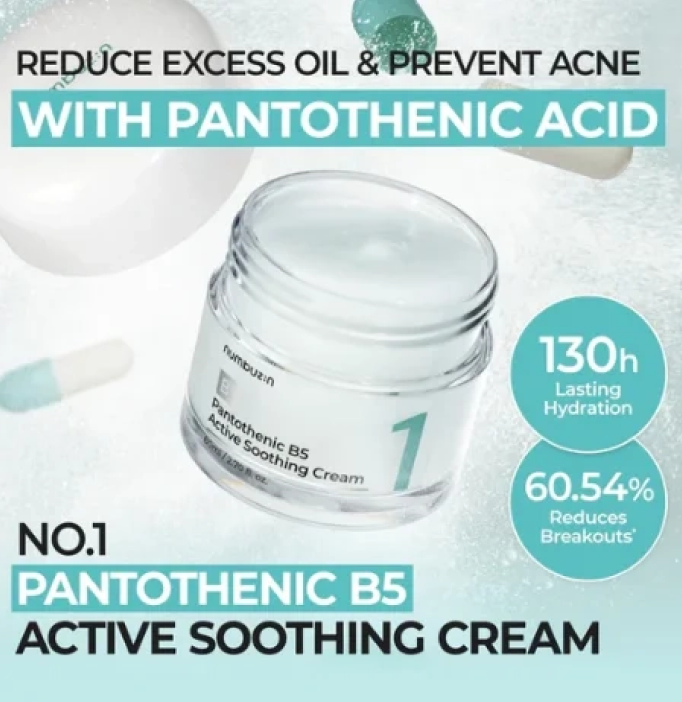 REDUCE EXCESS OIL & PREVENT ACNE
WITH PANTOTHENIC ACID
numbuzin
Pantothenic B5
Active Soothing Cream
1
130h
Lasting
Hydration
60.54%
Reduces
Breakouts*
NO.1
PANTOTHENIC B5
ACTIVE SOOTHING CREAM